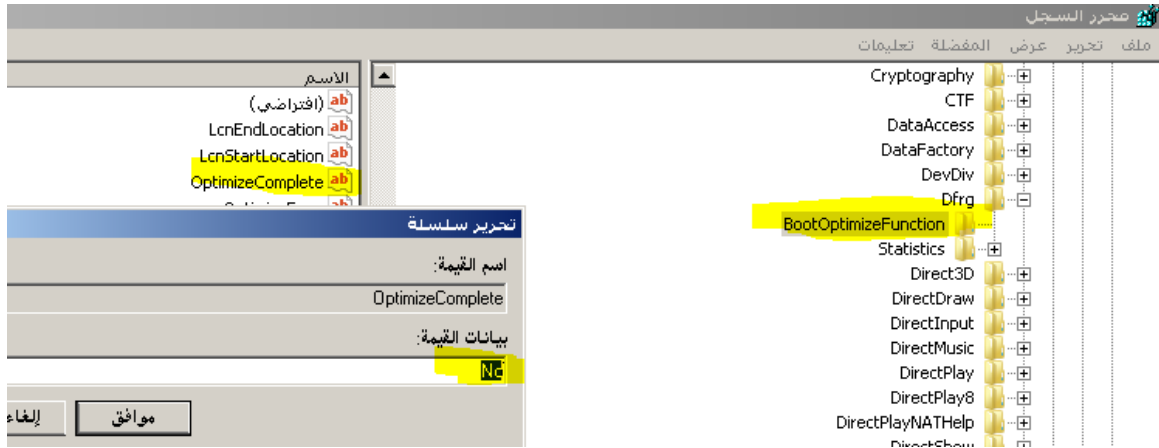 محرر السجل
ملف تحرير عرض المفضلة تعليمات
Cryptography
CTF
DataAccess
DataFactory
DevDiv
Dfrg
BootOptimizeFunction
Statistics
Direct3D
DirectDraw
DirectInput
DirectMusic
DirectPlay
DirectPlay8
DirectPlayNATHelp
DirectShow
الاسم
(افتراضي)
LcnEndLocation
LcnStartLocation
OptimizeComplete
تحرير سلسلة
اسم القيمة:
OptimizeComplete
بيانات القيمة:
No
موافق